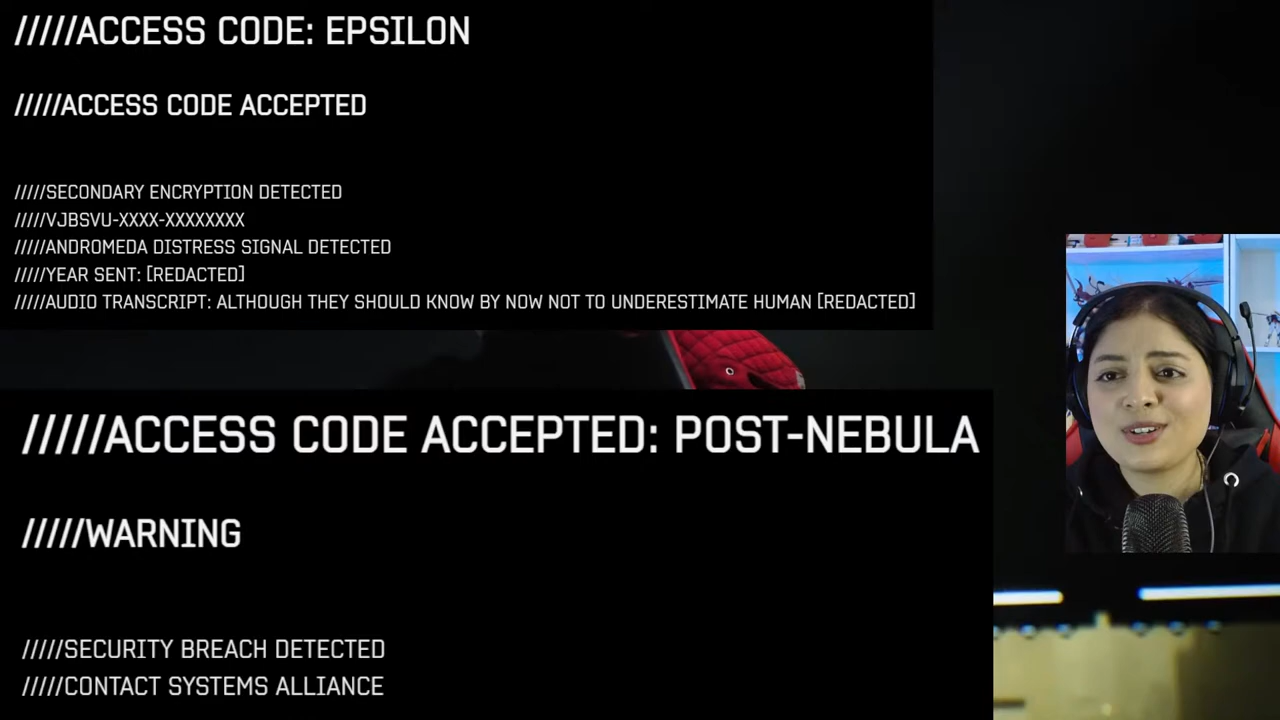 /////ACCESS CODE: EPSILON
/////ACCESS CODE ACCEPTED
/////SECONDARY ENCRYPTION DETECTED
/////VJBSVU-XXXX-XXXXXXXX
/////ANDROMEDA DISTRESS SIGNAL DETECTED
/////YEAR SENT: [REDACTED]
/////AUDIO TRANSCRIPT: ALTHOUGH THEY SHOULD KNOW BY NOW NOT TO UNDERESTIMATE HUMAN [REDACTED]
/////ACCESS CODE ACCEPTED: POST-NEBULA
/////WARNING
/////SECURITY BREACH DETECTED
/////CONTACT SYSTEMS ALLIANCE